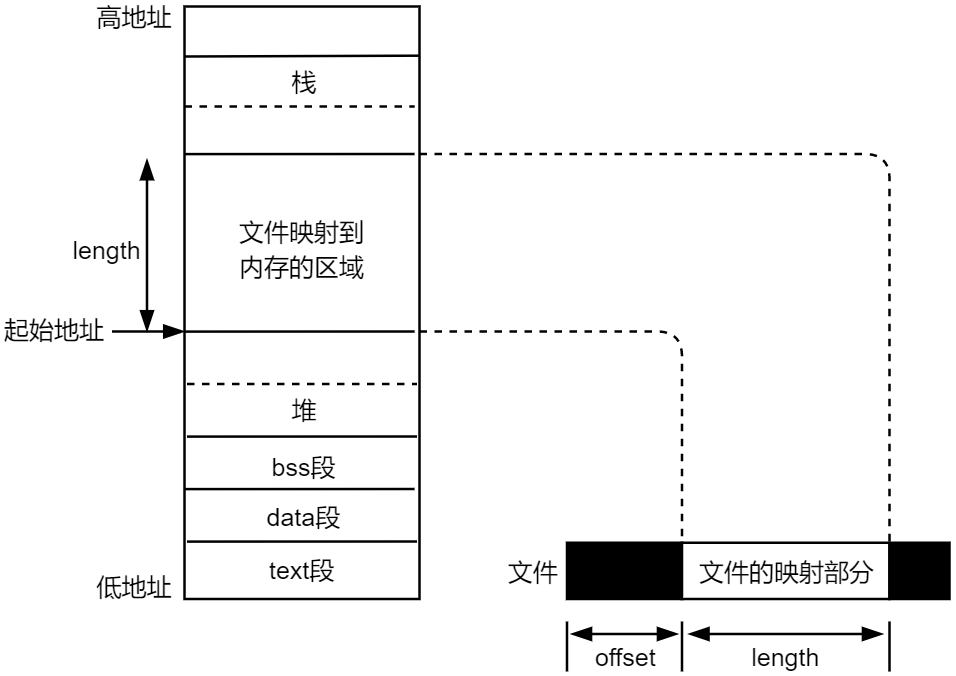 高地址
栈
length
文件映射到
内存的区域
起始地址
堆
bss段
data段
text段
低地址
文件
文件的映射部分
offset
length